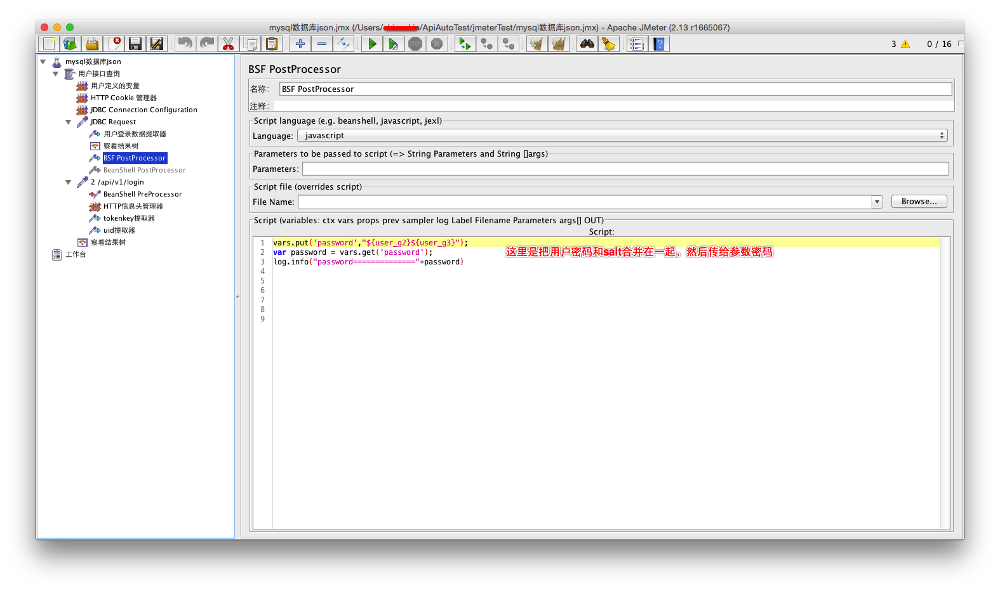 mysql数据库json.jmx (/Users/ /ApiAutoTest/jmeterTest/mysql数据库json.jmx) - Apache JMeter (2.13 r1665067)
STOP
3
0 / 16
mysql数据库json
用户接口查询
用户定义的变量
HTTP Cookie 管理器
JDBC Connection Configuration
JDBC Request
用户登录数据提取器
察看结果树
BSF PostProcessor
BeanShell PostProcessor
2 /api/v1/login
BeanShell PreProcessor
HTTP信息头管理器
tokenkey提取器
uid提取器
察看结果树
工作台
BSF PostProcessor
名称: BSF PostProcessor
注释:
Script language (e.g. beanshell, javascript, jexl)
Language: javascript
Parameters to be passed to script (=> String Parameters and String []args)
Parameters:
Script file (overrides script)
File Name:
Browse...
Script (variables: ctx vars props prev sampler log Label Filename Parameters args[] OUT)
Script:
1 vars.put('password',"${user_g2}${user_g3}");
2 var password = vars.get('password');
3 log.info("password=============="+password)
4
5
6
7
8
9
这里是把用户密码和salt合并在一起，然后传给参数密码